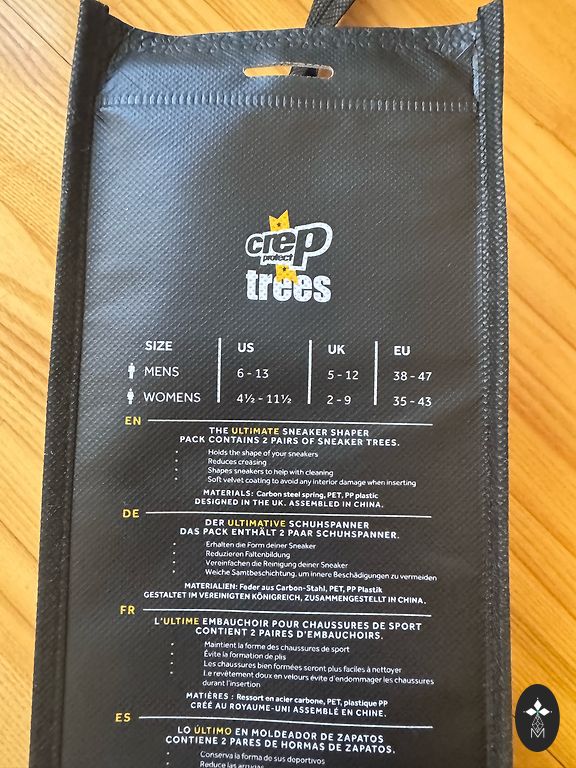 crep
protect
trees
SIZE US UK EU
MENS 6 - 13 5 - 12 38 - 47
WOMENS 4½ - 11½ 2 - 9 35 - 43
EN
THE ULTIMATE SNEAKER SHAPER
PACK CONTAINS 2 PAIRS OF SNEAKER TREES.
• Holds the shape of your sneakers
• Reduces creasing
• Shapes sneakers to help with cleaning
• Soft velvet coating to avoid any interior damage when inserting
MATERIALS: Carbon steel spring, PET, PP plastic
DESIGNED IN THE UK. ASSEMBLED IN CHINA.
DE
DER ULTIMATIVE SCHUHSPANNER
DAS PACK ENTHÄLT 2 PAAR SCHUHSPANNER.
• Erhalten die Form deiner Sneaker
• Reduzieren Faltenbildung
• Vereinfachen die Reinigung deiner Sneaker
• Weiche Samtbeschichtung, um innere Beschädigungen zu vermeiden
MATERIALIEN: Feder aus Carbon-Stahl, PET, PP Plastik
GESTALTET IM VEREINIGTEN KÖNIGREICH, ZUSAMMENGESTELLT IN CHINA.
FR
L'ULTIME EMBAUCHOIR POUR CHAUSSURES DE SPORT
CONTIENT 2 PAIRES D'EMBAUCHOIRS.
• Maintient la forme des chaussures de sport
• Évite la formation de plis
• Les chaussures bien formées seront plus faciles à nettoyer
• Le revêtement doux en velours évite d'endommager les chaussures
durant l'insertion
MATIÈRES : Ressort en acier carbone, PET, plastique PP
CRÉÉ AU ROYAUME-UNI ASSEMBLÉ EN CHINE.
ES
LO ÚLTIMO EN MOLDEADOR DE ZAPATOS
CONTIENE 2 PARES DE HORMAS DE ZAPATOS.
• Conserva la forma de sus deportivos
• Reduce las arrugas
M